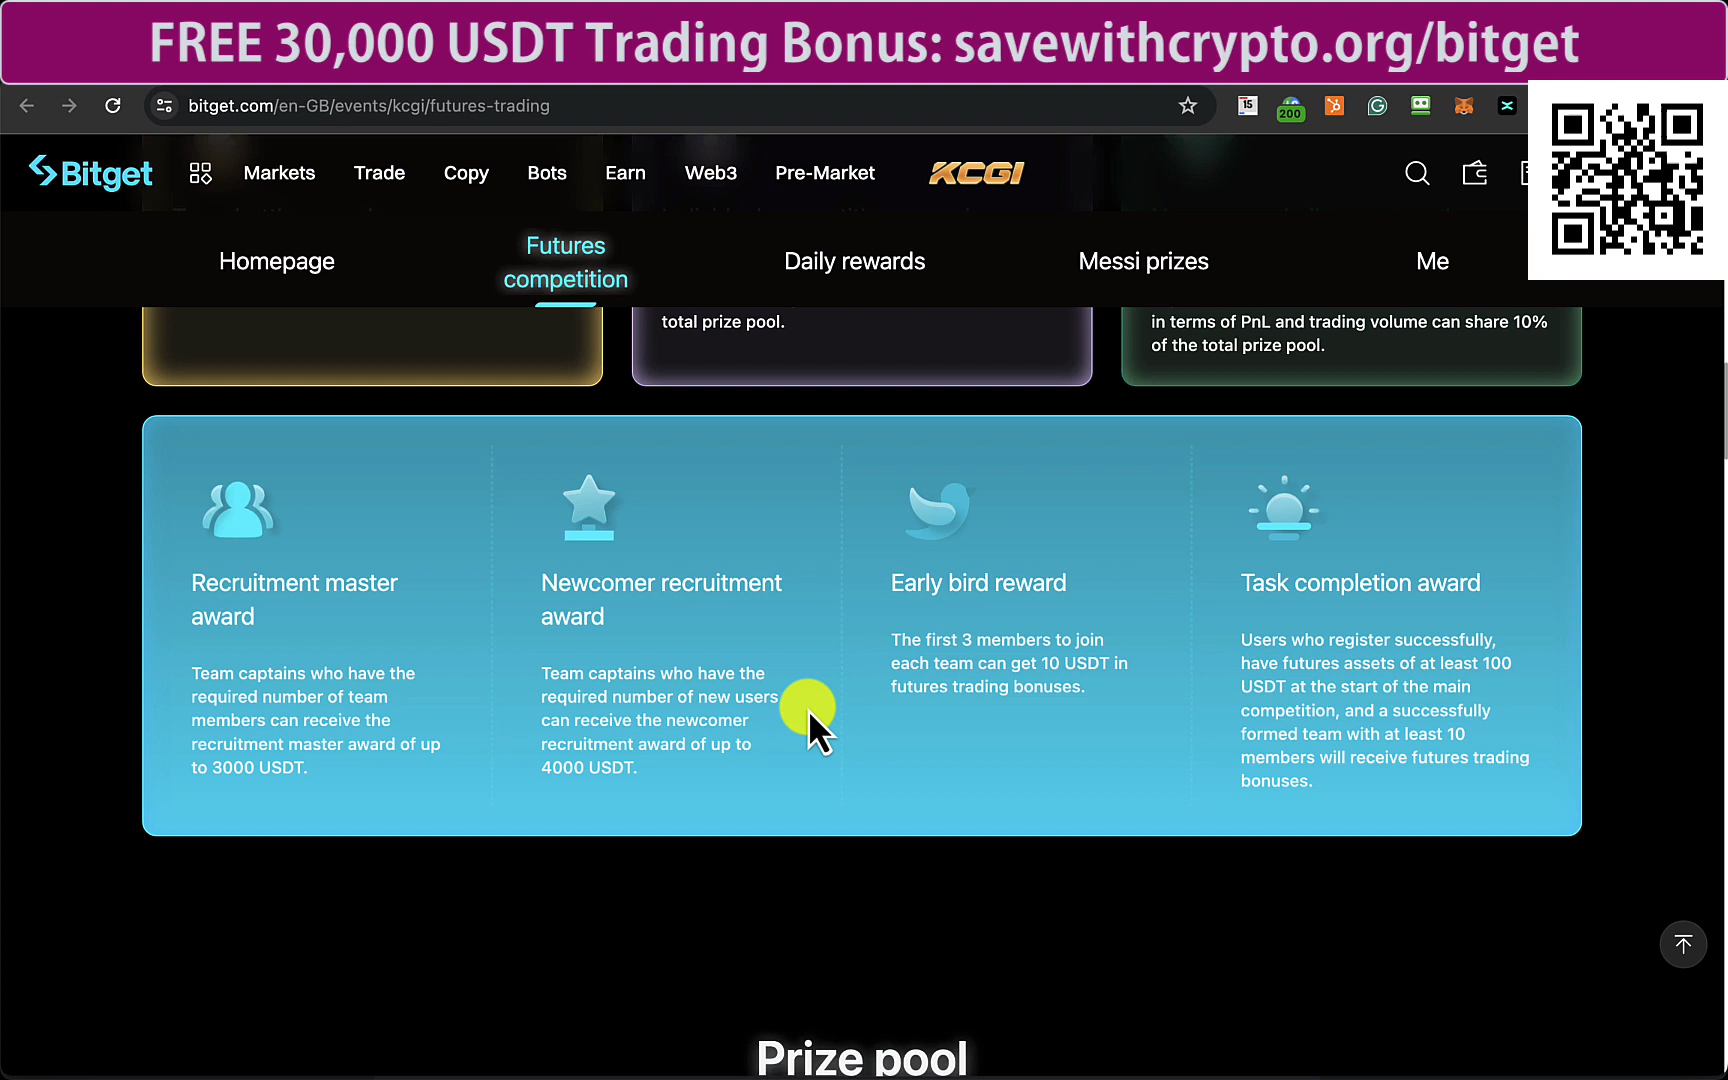 FREE 30,000 USDT Trading Bonus: savewithcrypto.org/bitget
bitget.com/en-GB/events/kcgi/futures-trading
15
200
Bitget
Markets
Trade
Copy
Bots
Earn
Web3
Pre-Market
KCGI
Homepage
Futures
competition
Daily rewards
Messi prizes
Me
total prize pool.
in terms of PnL and trading volume can share 10%
of the total prize pool.
Recruitment master
award
Team captains who have the
required number of team
members can receive the
recruitment master award of up
to 3000 USDT.
Newcomer recruitment
award
Team captains who have the
required number of new users
can receive the newcomer
recruitment award of up to
4000 USDT.
Early bird reward
The first 3 members to join
each team can get 10 USDT in
futures trading bonuses.
Task completion award
Users who register successfully,
have futures assets of at least 100
USDT at the start of the main
competition, and a successfully
formed team with at least 10
members will receive futures trading
bonuses.
Prize pool